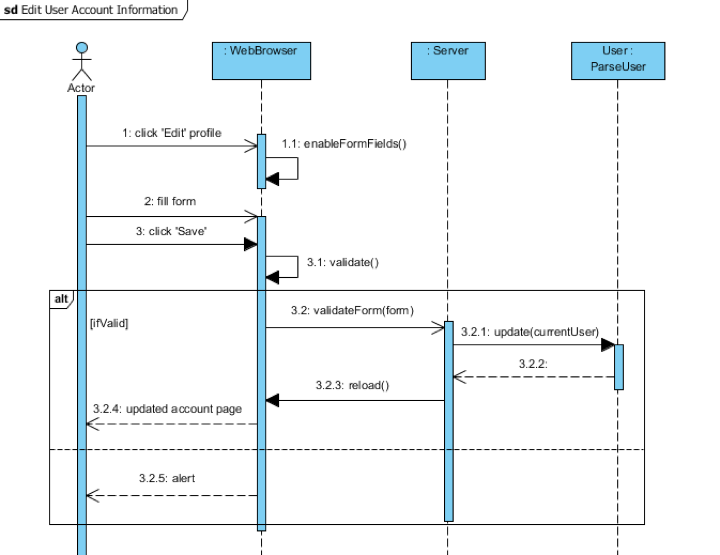 sd Edit User Account Information
: WebBrowser
: Server
User :
ParseUser
Actor
1: click 'Edit' profile
1.1: enableFormFields()
2: fill form
3: click 'Save'
3.1: validate()
alt
[ifValid]
3.2: validateForm(form)
3.2.1: update(currentUser)
3.2.2:
3.2.3: reload()
3.2.4: updated account page
3.2.5: alert